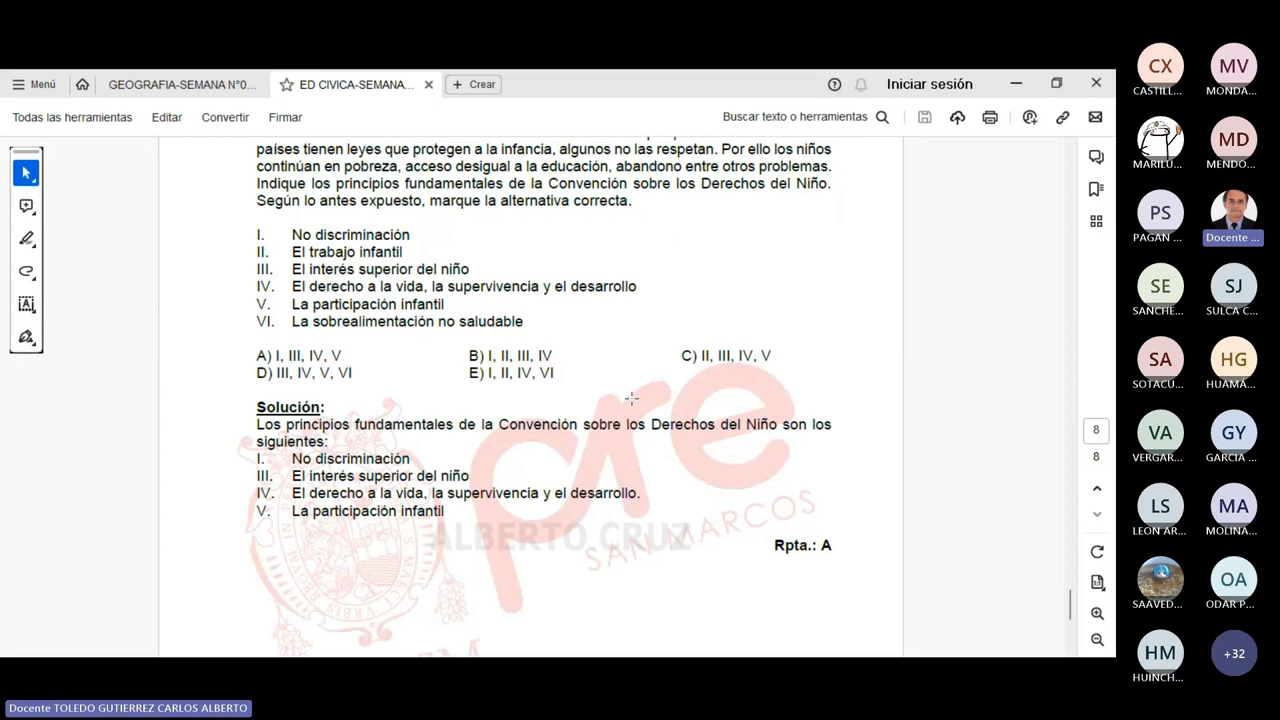 Menú
GEOGRAFIA-SEMANA N°0...
ED CIVICA-SEMANA...
Crear
Iniciar sesión
Todas las herramientas
Editar
Convertir
Firmar
Buscar texto o herramientas
países tienen leyes que protegen a la infancia, algunos no las respetan. Por ello los niños
continúan en pobreza, acceso desigual a la educación, abandono entre otros problemas.
Indique los principios fundamentales de la Convención sobre los Derechos del Niño.
Según lo antes expuesto, marque la alternativa correcta.
I. No discriminación
II. El trabajo infantil
III. El interés superior del niño
IV. El derecho a la vida, la supervivencia y el desarrollo
V. La participación infantil
VI. La sobrealimentación no saludable
A) I, III, IV, V B) I, II, III, IV C) II, III, IV, V
D) III, IV, V, VI E) I, II, IV, VI
Solución:
Los principios fundamentales de la Convención sobre los Derechos del Niño son los
siguientes:
I. No discriminación
III. El interés superior del niño
IV. El derecho a la vida, la supervivencia y el desarrollo.
V. La participación infantil
Rpta.: A
pre
SAN MARCOS
ALBERTO CRUZ
8
8
CX
CASTILL...
MV
MONDA...
MARILU...
MD
MENDO...
PS
PAGAN ...
Docente ...
SE
SANCHE...
SJ
SULCA C...
SA
SOTACU...
HG
HUAMÁ...
VA
VERGAR...
GY
GARCIA ...
LS
LEON AR...
MA
MOLINA...
SAAVED...
OA
ODAR P...
HM
HUINCH...
+32
Docente TOLEDO GUTIERREZ CARLOS ALBERTO